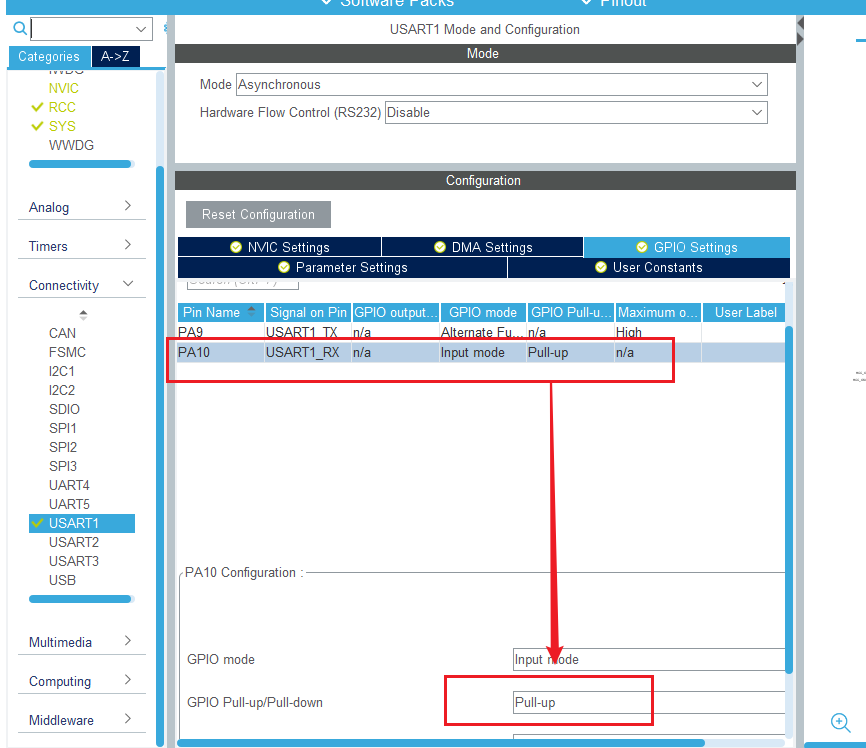 Software Packs
Pinout
USART1 Mode and Configuration
Categories
A->Z
Mode
IWDG
NVIC
RCC
SYS
WWDG
Mode
Asynchronous
Hardware Flow Control (RS232)
Disable
Configuration
Analog
Timers
Connectivity
CAN
FSMC
I2C1
I2C2
SDIO
SPI1
SPI2
SPI3
UART4
UART5
USART1
USART2
USART3
USB
Multimedia
Computing
Middleware
Reset Configuration
NVIC Settings
DMA Settings
GPIO Settings
Parameter Settings
User Constants
Pin Name
Signal on Pin
GPIO output...
GPIO mode
GPIO Pull-u...
Maximum o...
User Label
PA9 USART1_TX n/a Alternate Fu... n/a High
PA10 USART1_RX n/a Input mode Pull-up n/a
PA10 Configuration :
GPIO mode
Input mode
GPIO Pull-up/Pull-down
Pull-up